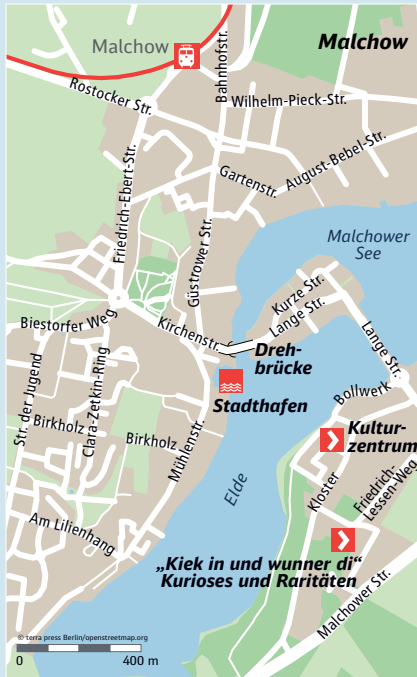 Malchow
Malchow
Bahnhofstr.
Rostocker Str.
Wilhelm-Pieck-Str.
August-Bebel-Str.
Gartenstr.
Friedrich-Ebert-Str.
Güstrower Str.
Malchower
See
Kurze Str.
Lange Str.
Biestorfer Weg
Kirchenstr.
Lange Str.
Dreh-
brücke
Stadthafen
Bollwerk
Str. der Jugend
Clara-Zetkin-Ring
Birkholz
Birkholz
Mühlenstr.
Kultur-
zentrum
Elde
Kloster
Friedrich-
Lessen-Weg
Am Lilienhang
„Kiek in und wunner di“
Kurioses und Raritäten
Malchower Str.
© terra press Berlin/openstreetmap.org
0 400 m